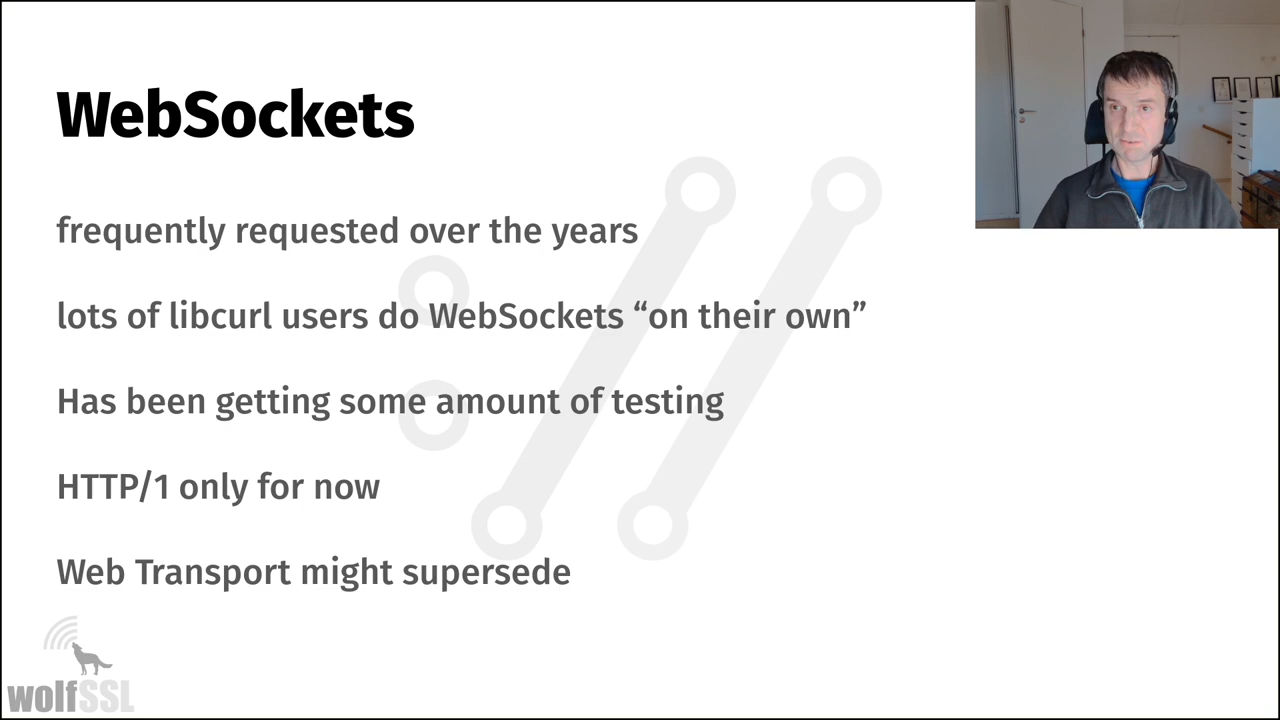 WebSockets
frequently requested over the years
lots of libcurl users do WebSockets “on their own”
Has been getting some amount of testing
HTTP/1 only for now
Web Transport might supersede
wolfSSL